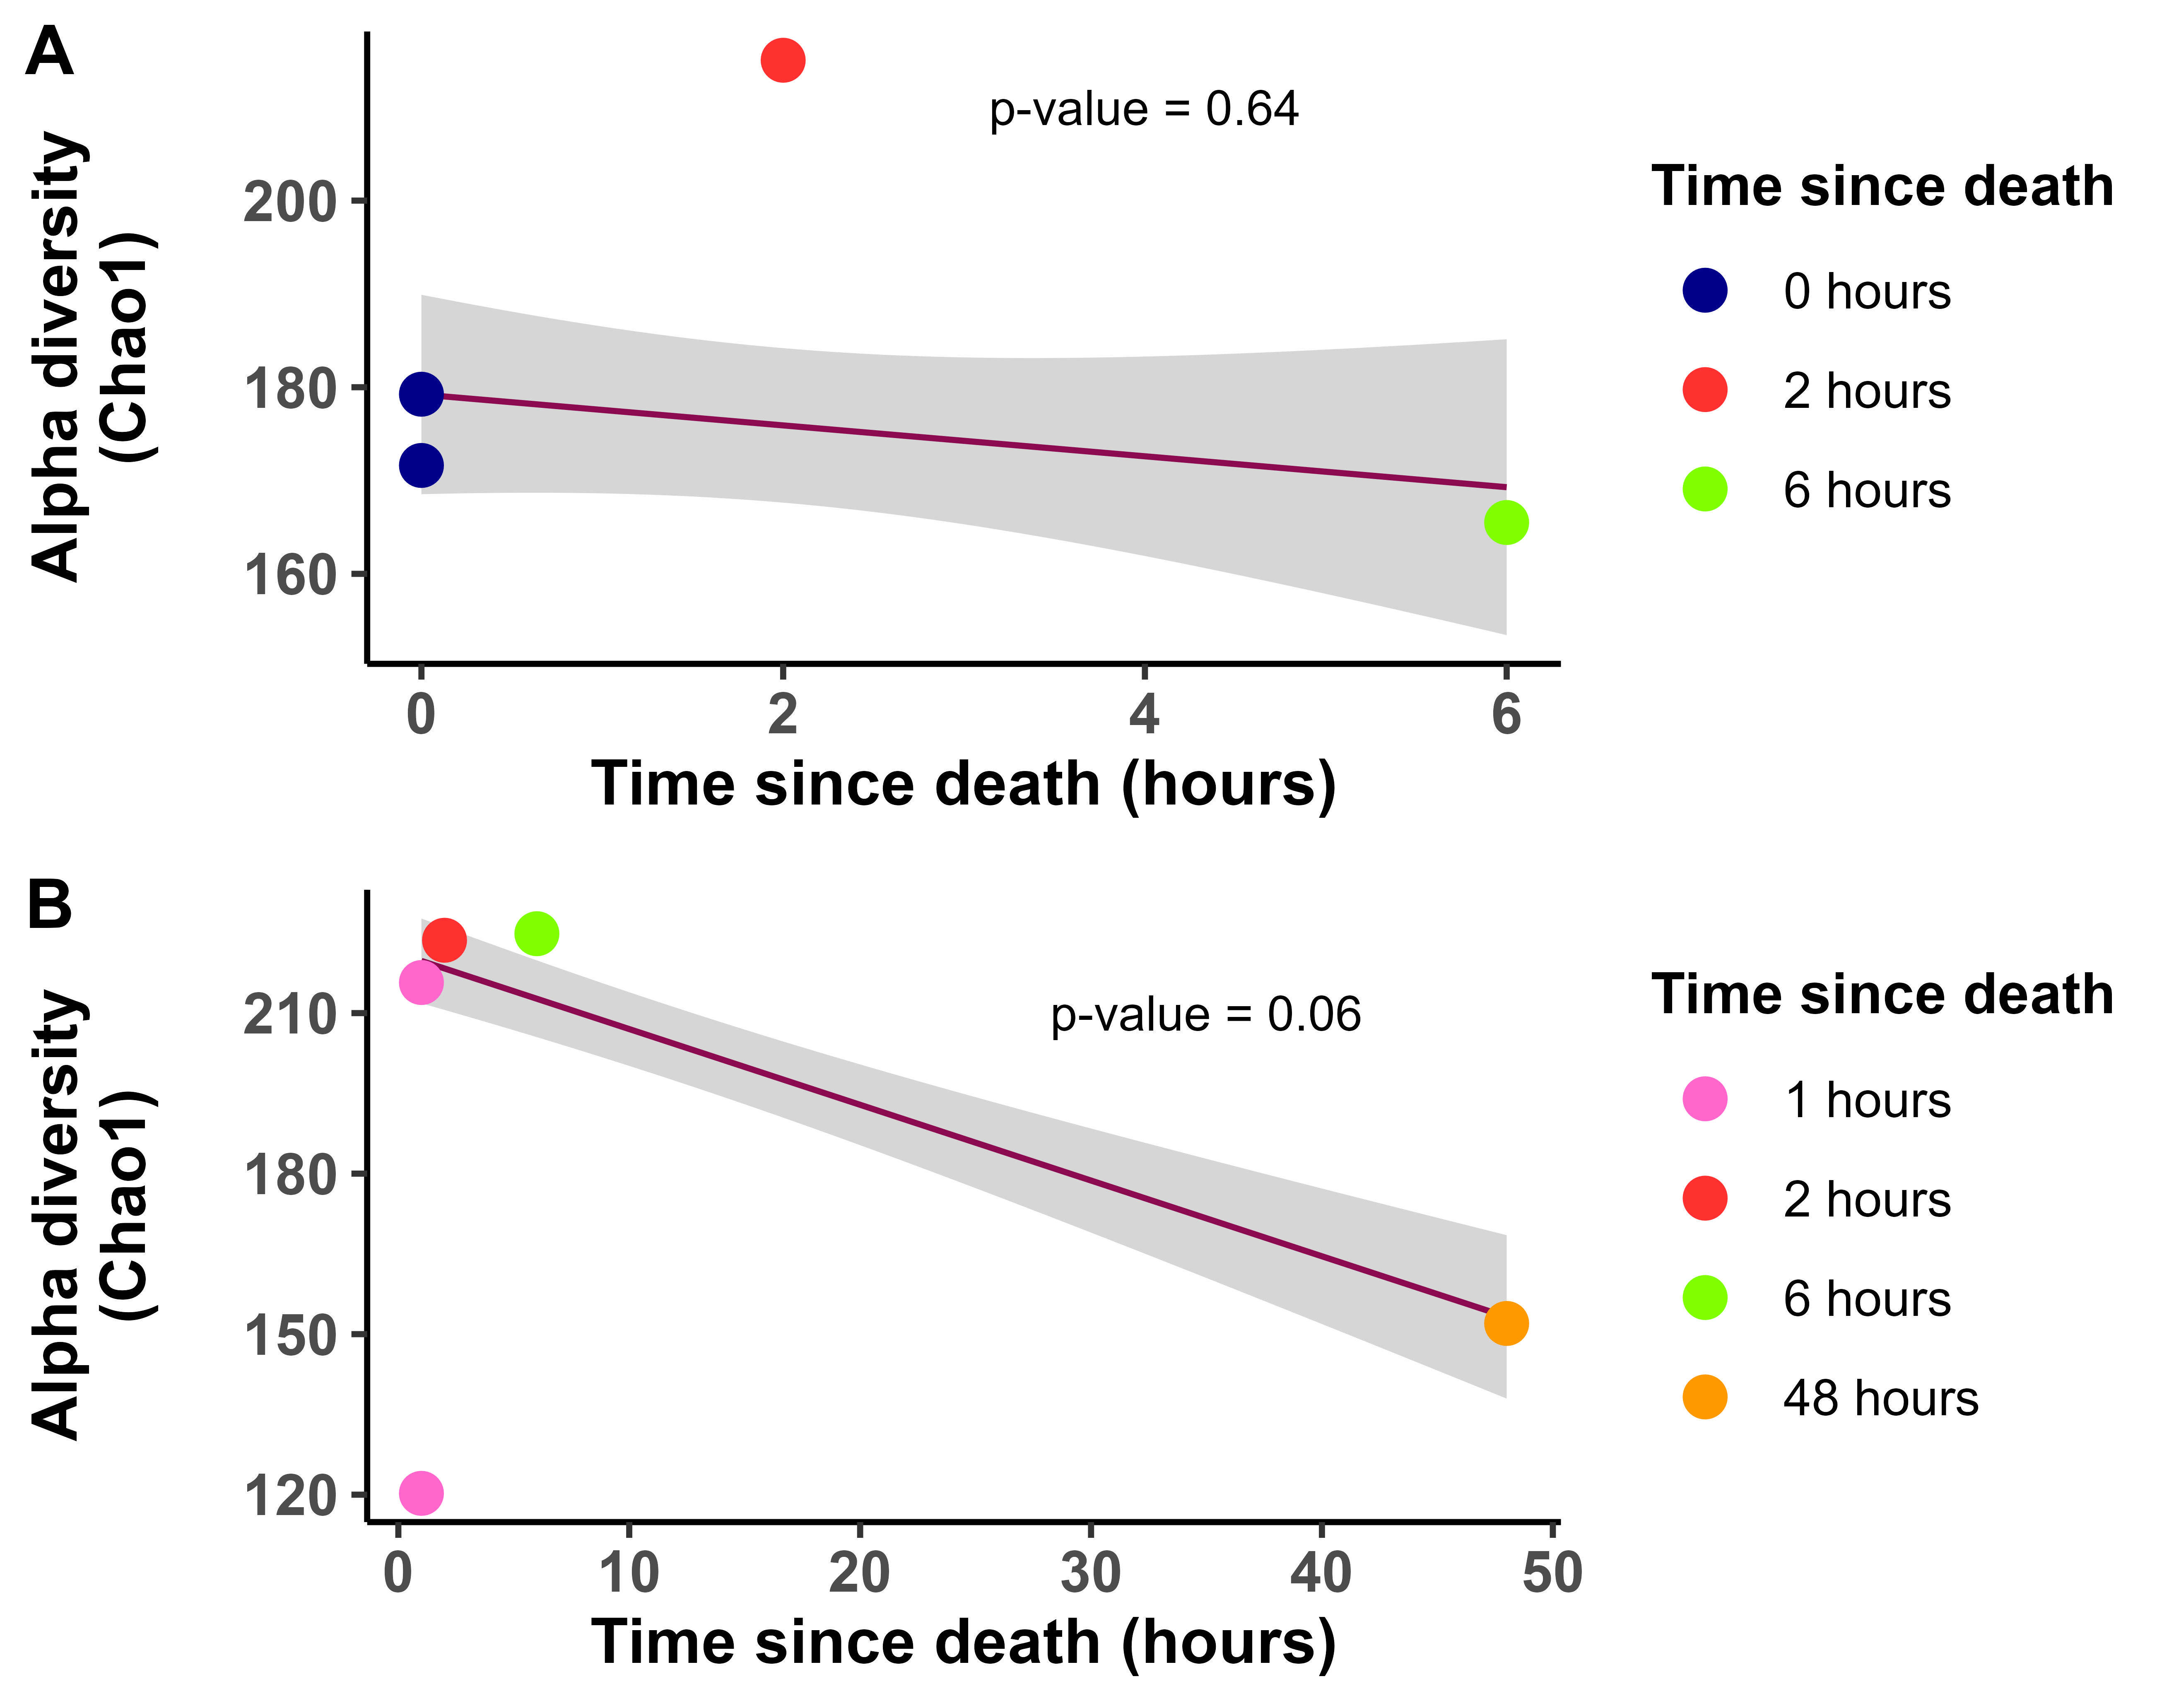 A
Alpha diversity
(Chao1)
200
180
160
p-value = 0.64
0 2 4 6
Time since death (hours)
Time since death
0 hours
2 hours
6 hours
B
Alpha diversity
(Chao1)
210
180
150
120
p-value = 0.06
0 10 20 30 40 50
Time since death (hours)
Time since death
1 hours
2 hours
6 hours
48 hours